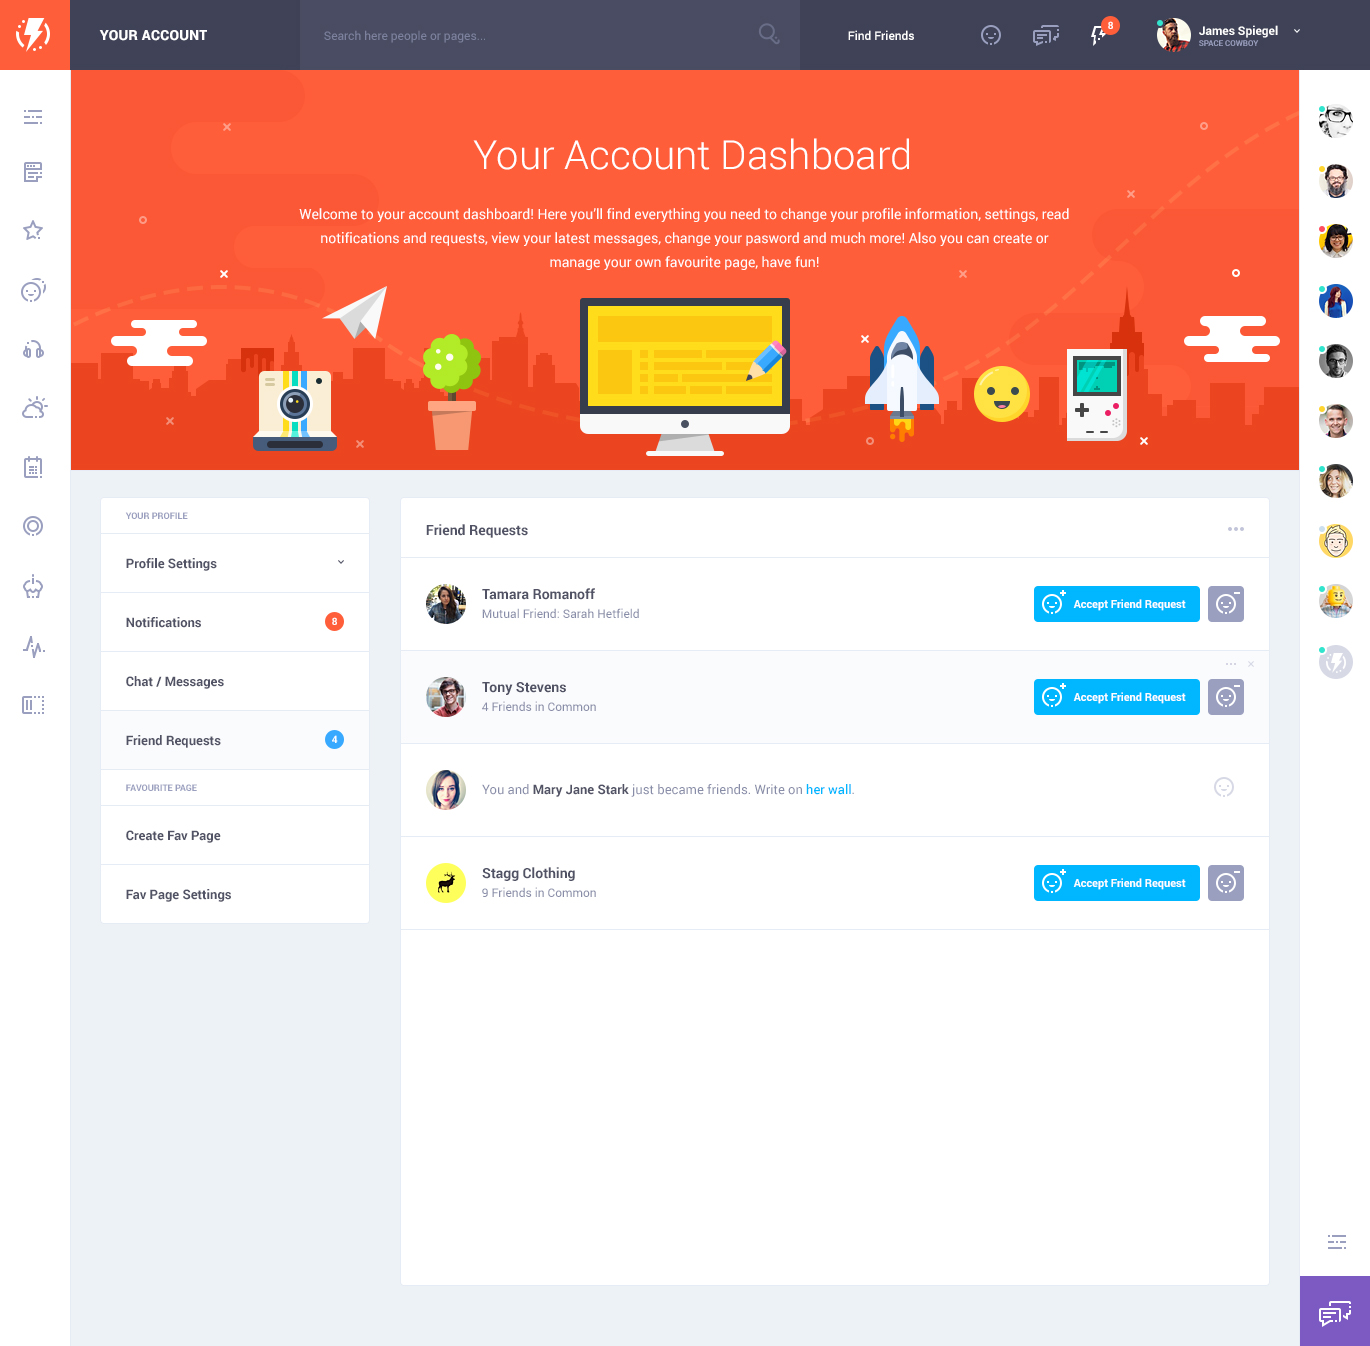 YOUR ACCOUNT
Search here people or pages...
Find Friends
8
James Spiegel
SPACE COWBOY
Your Account Dashboard
Welcome to your account dashboard! Here you'll find everything you need to change your profile information, settings, read
notifications and requests, view your latest messages, change your pasword and much more! Also you can create or
manage your own favourite page, have fun!
YOUR PROFILE
Profile Settings
Notifications
8
Chat / Messages
Friend Requests
4
FAVOURITE PAGE
Create Fav Page
Fav Page Settings
Friend Requests
Tamara Romanoff
Mutual Friend: Sarah Hetfield
Accept Friend Request
Tony Stevens
4 Friends in Common
Accept Friend Request
You and Mary Jane Stark just became friends. Write on her wall.
Stagg Clothing
9 Friends in Common
Accept Friend Request